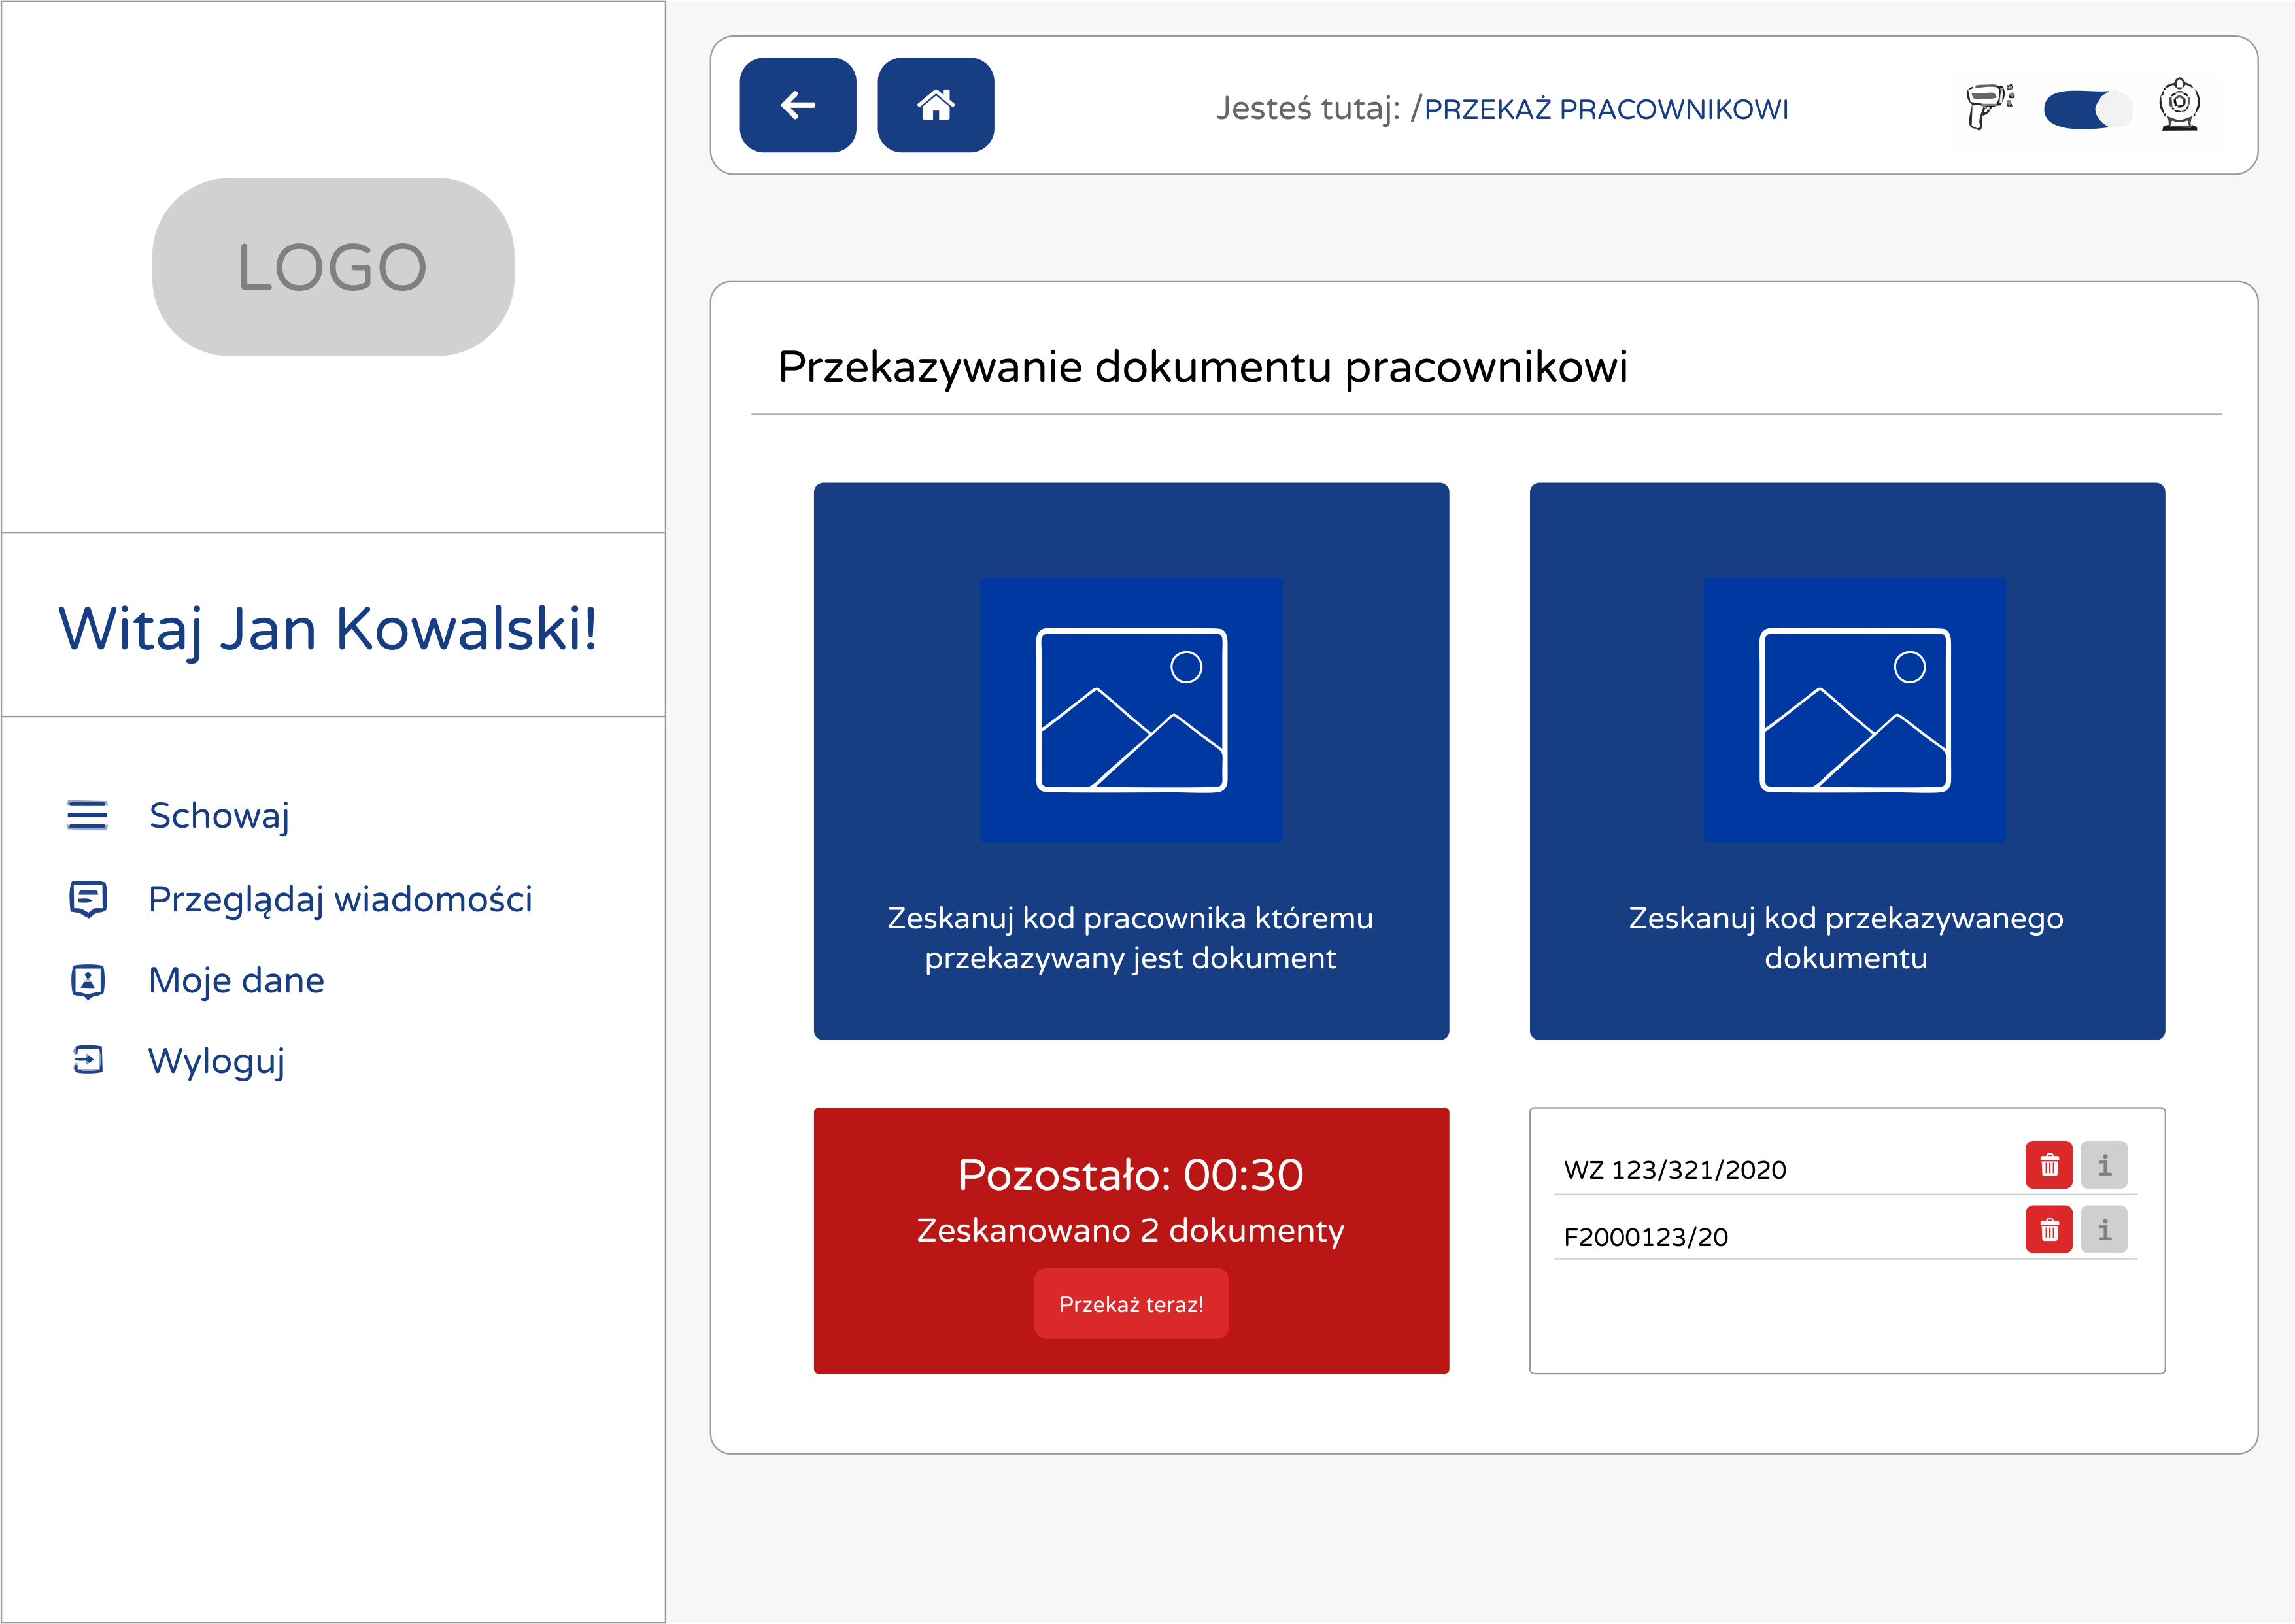 LOGO
Witaj Jan Kowalski!
Schowaj
Przeglądaj wiadomości
Moje dane
Wyloguj
Jesteś tutaj: /PRZEKAŻ PRACOWNIKOWI
Przekazywanie dokumentu pracownikowi
Zeskanuj kod pracownika któremu
przekazywany jest dokument
Zeskanuj kod przekazywanego
dokumentu
Pozostało: 00:30
Zeskanowano 2 dokumenty
Przekaż teraz!
WZ 123/321/2020
F2000123/20